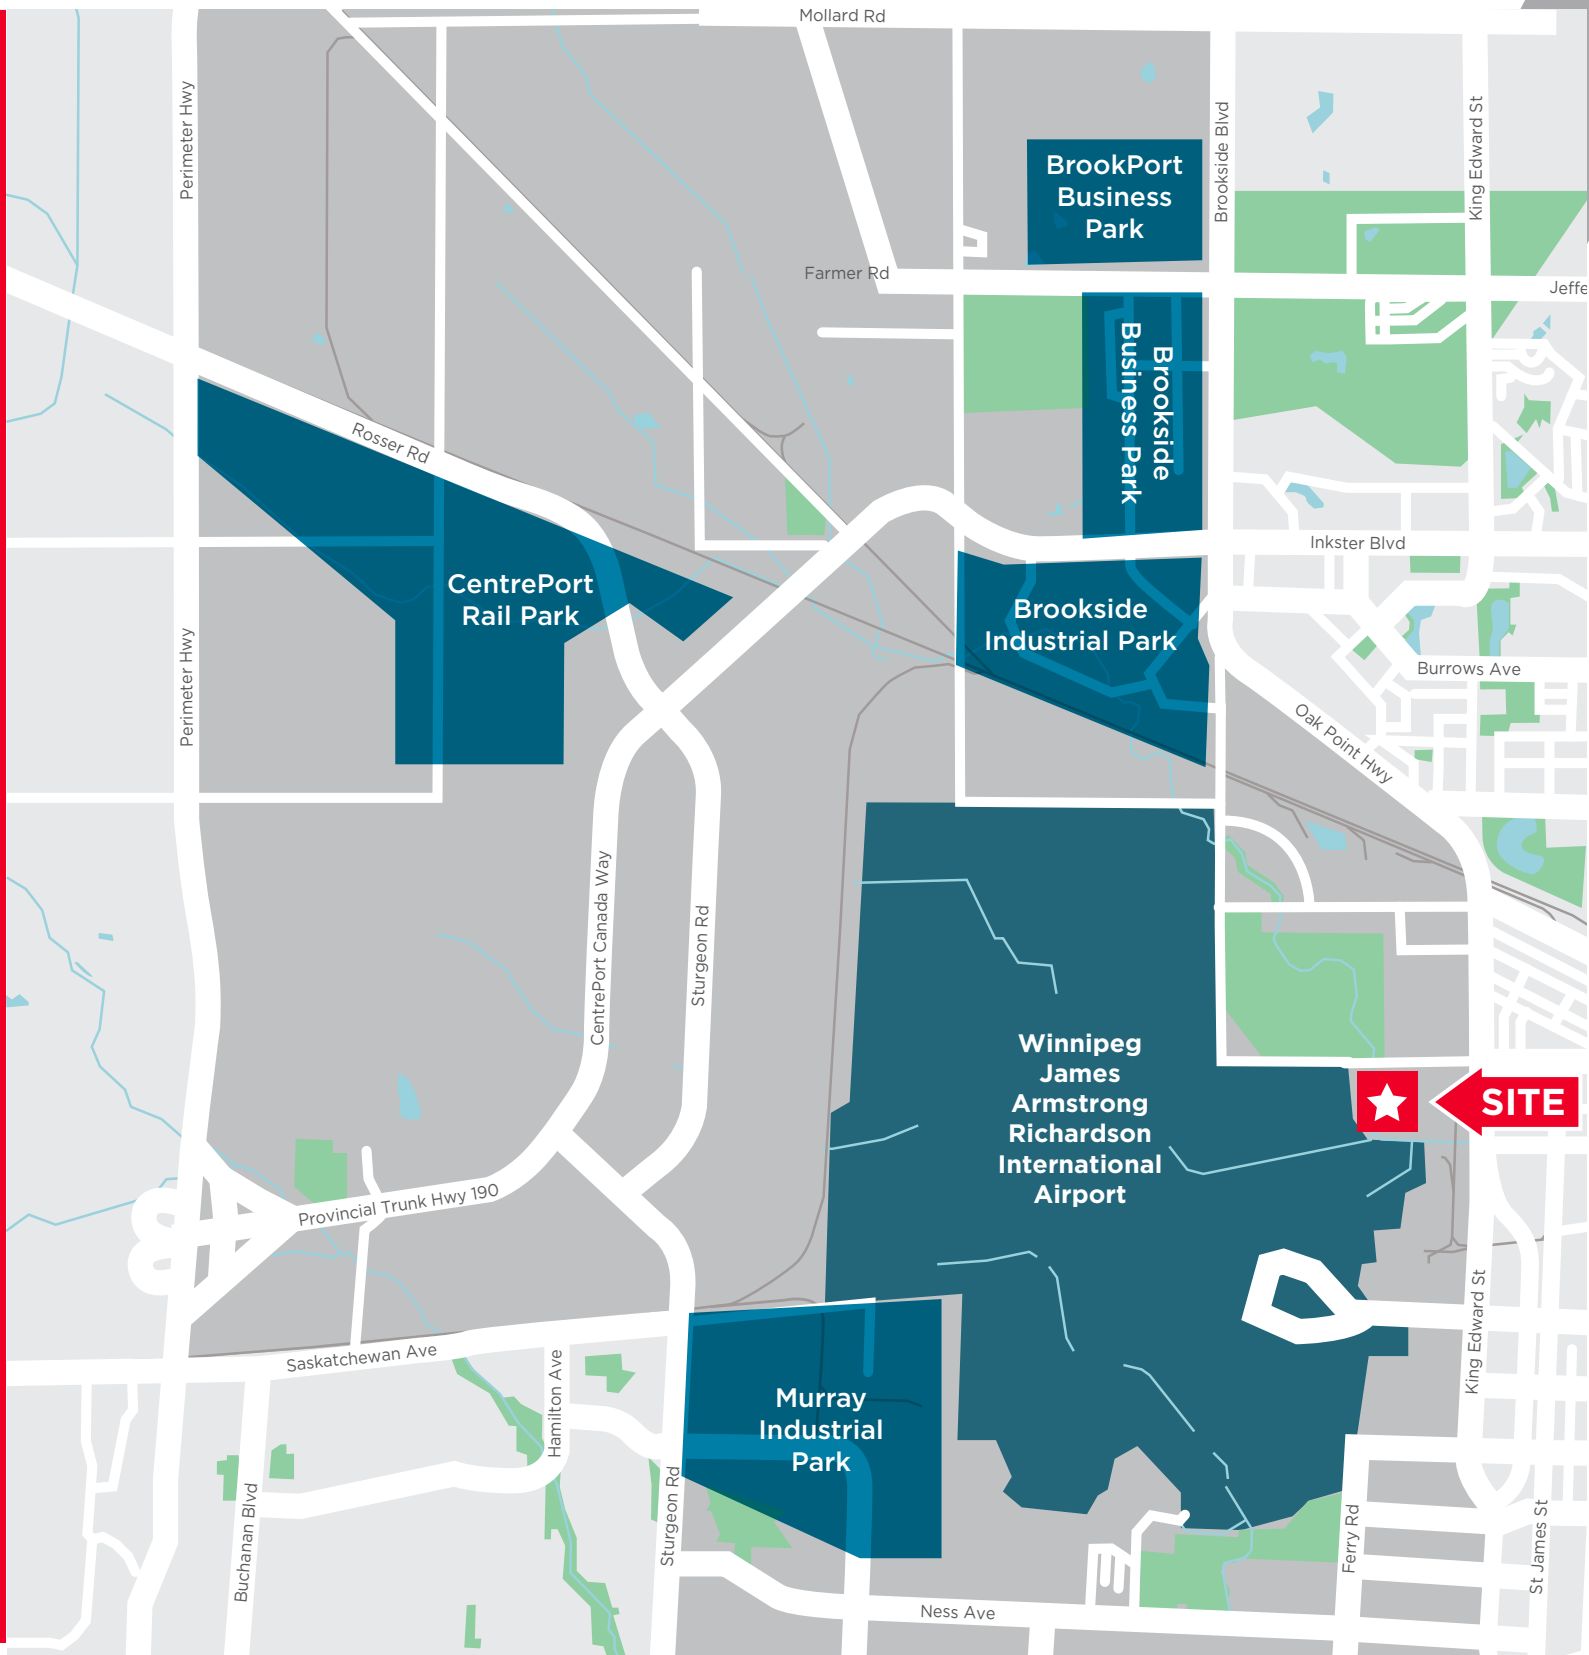 Mollard Rd
Perimeter Hwy
Brookside Blvd
King Edward St
BrookPort
Business
Park
Farmer Rd
Jeffe
Brookside
Business Park
Rosser Rd
Inkster Blvd
CentrePort
Rail Park
Brookside
Industrial Park
Perimeter Hwy
Burrows Ave
Oak Point Hwy
CentrePort Canada Way
Sturgeon Rd
Winnipeg
James
Armstrong
Richardson
International
Airport
SITE
Provincial Trunk Hwy 190
King Edward St
Saskatchewan Ave
Hamilton Ave
Murray
Industrial
Park
Buchanan Blvd
Sturgeon Rd
Ferry Rd
St James St
Ness Ave